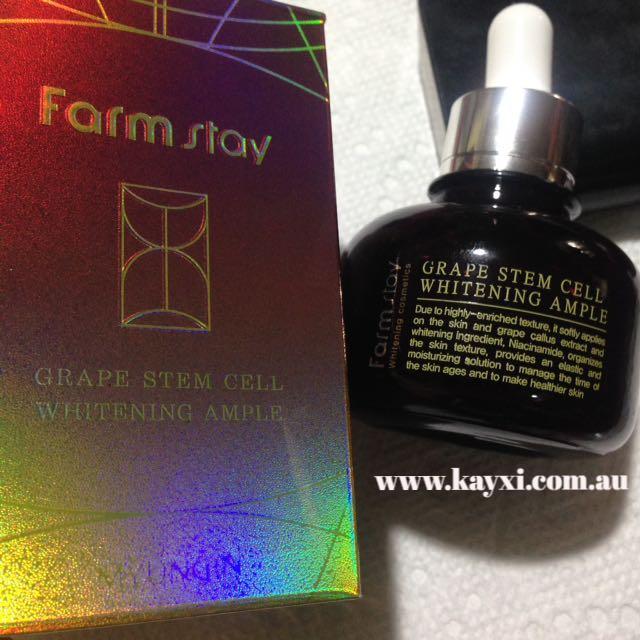 Farm stay
GRAPE STEM CELL
WHITENING AMPLE
MYUNGIN
Farm stay
Whitening cosmetics
GRAPE STEM CELL
WHITENING AMPLE
Due to highly-enriched texture, it softly applies
on the skin and grape callus extract and
whitening ingredient, Niacinamide, organizes
the skin texture, provides an elastic and
moisturizing solution to manage the time of
the skin ages and to make healthier skin
www.kayxi.com.au